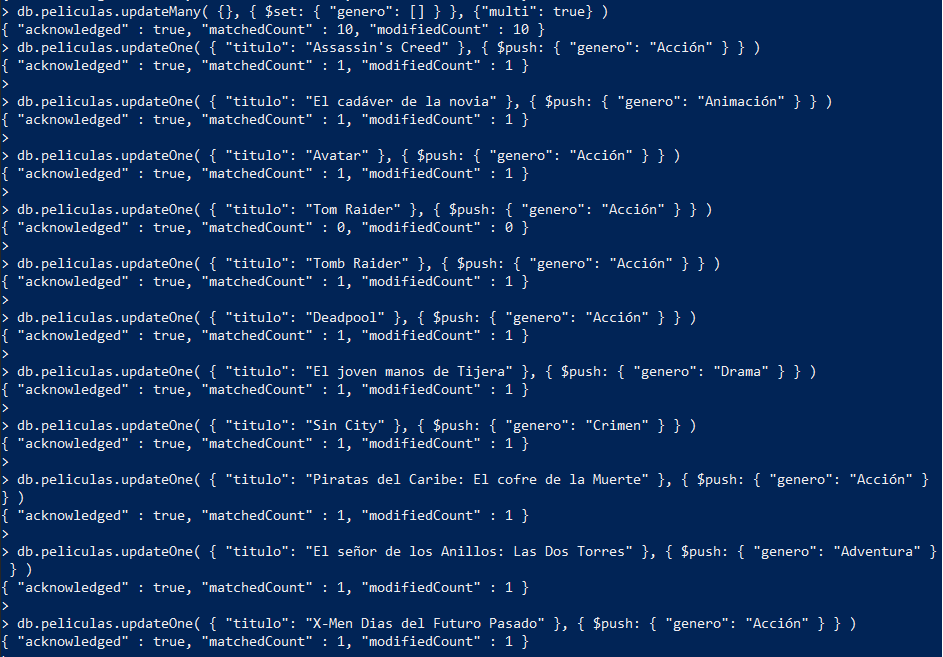 > db.peliculas.updateMany( {}, { $set: { "genero": [] } }, {"multi": true} )
{ "acknowledged" : true, "matchedCount" : 10, "modifiedCount" : 10 }
> db.peliculas.updateOne( { "titulo": "Assassin's Creed" }, { $push: { "genero": "Acción" } } )
{ "acknowledged" : true, "matchedCount" : 1, "modifiedCount" : 1 }
>
> db.peliculas.updateOne( { "titulo": "El cadáver de la novia" }, { $push: { "genero": "Animación" } } )
{ "acknowledged" : true, "matchedCount" : 1, "modifiedCount" : 1 }
>
> db.peliculas.updateOne( { "titulo": "Avatar" }, { $push: { "genero": "Acción" } } )
{ "acknowledged" : true, "matchedCount" : 1, "modifiedCount" : 1 }
>
> db.peliculas.updateOne( { "titulo": "Tom Raider" }, { $push: { "genero": "Acción" } } )
{ "acknowledged" : true, "matchedCount" : 0, "modifiedCount" : 0 }
>
> db.peliculas.updateOne( { "titulo": "Tomb Raider" }, { $push: { "genero": "Acción" } } )
{ "acknowledged" : true, "matchedCount" : 1, "modifiedCount" : 1 }
>
> db.peliculas.updateOne( { "titulo": "Deadpool" }, { $push: { "genero": "Acción" } } )
{ "acknowledged" : true, "matchedCount" : 1, "modifiedCount" : 1 }
>
> db.peliculas.updateOne( { "titulo": "El joven manos de Tijera" }, { $push: { "genero": "Drama" } } )
{ "acknowledged" : true, "matchedCount" : 1, "modifiedCount" : 1 }
>
> db.peliculas.updateOne( { "titulo": "Sin City" }, { $push: { "genero": "Crimen" } } )
{ "acknowledged" : true, "matchedCount" : 1, "modifiedCount" : 1 }
>
> db.peliculas.updateOne( { "titulo": "Piratas del Caribe: El cofre de la Muerte" }, { $push: { "genero": "Acción" }
} )
{ "acknowledged" : true, "matchedCount" : 1, "modifiedCount" : 1 }
>
> db.peliculas.updateOne( { "titulo": "El señor de los Anillos: Las Dos Torres" }, { $push: { "genero": "Adventura" }
} )
{ "acknowledged" : true, "matchedCount" : 1, "modifiedCount" : 1 }
>
> db.peliculas.updateOne( { "titulo": "X-Men Dias del Futuro Pasado" }, { $push: { "genero": "Acción" } } )
{ "acknowledged" : true, "matchedCount" : 1, "modifiedCount" : 1 }